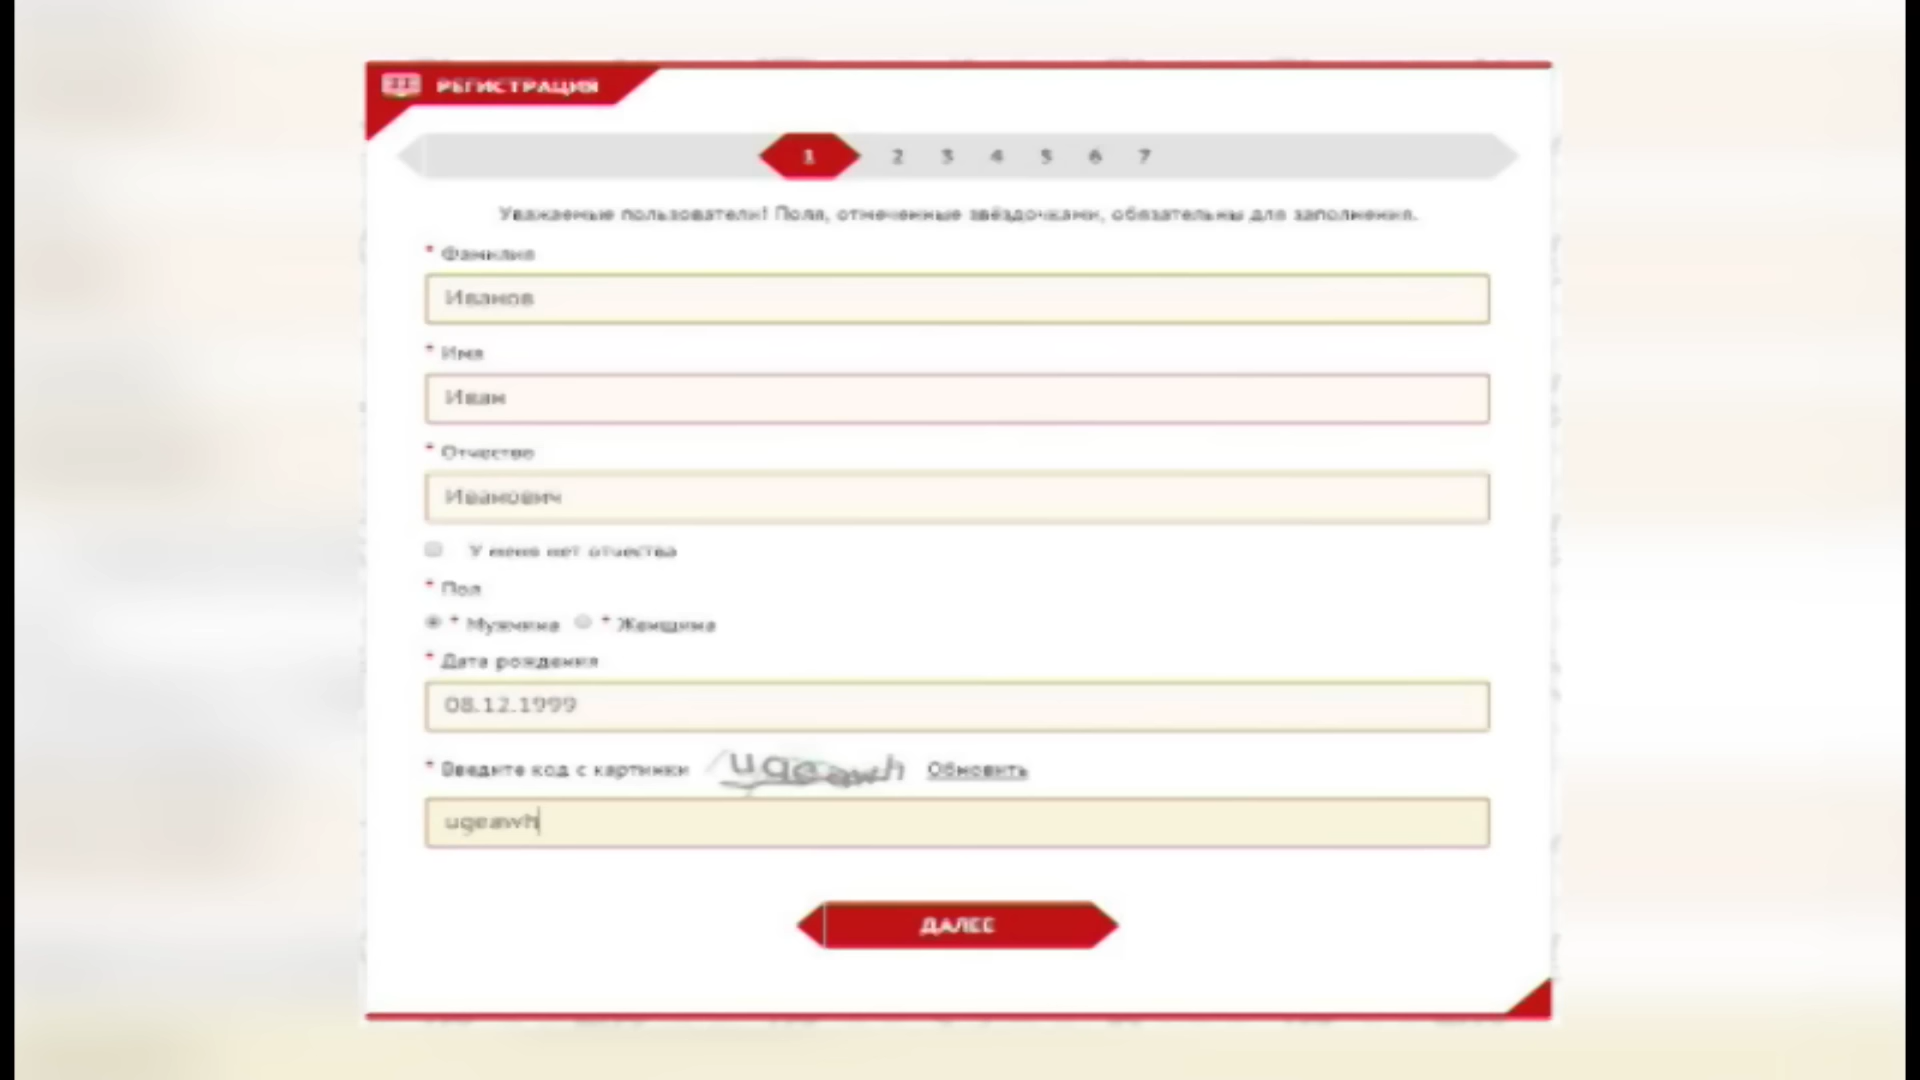 РЕГИСТРАЦИЯ
1 2 3 4 5 6 7
Уважаемые пользователи! Поля, отмеченные звёздочками, обязательны для заполнения.
* Фамилия
Иванов
* Имя
Иван
* Отчество
Иванович
У меня нет отчества
* Пол
* Мужчина * Женщина
* Дата рождения
08.12.1999
* Введите код с картинки ugeawh Обновить
ugeawh
ДАЛЕЕ